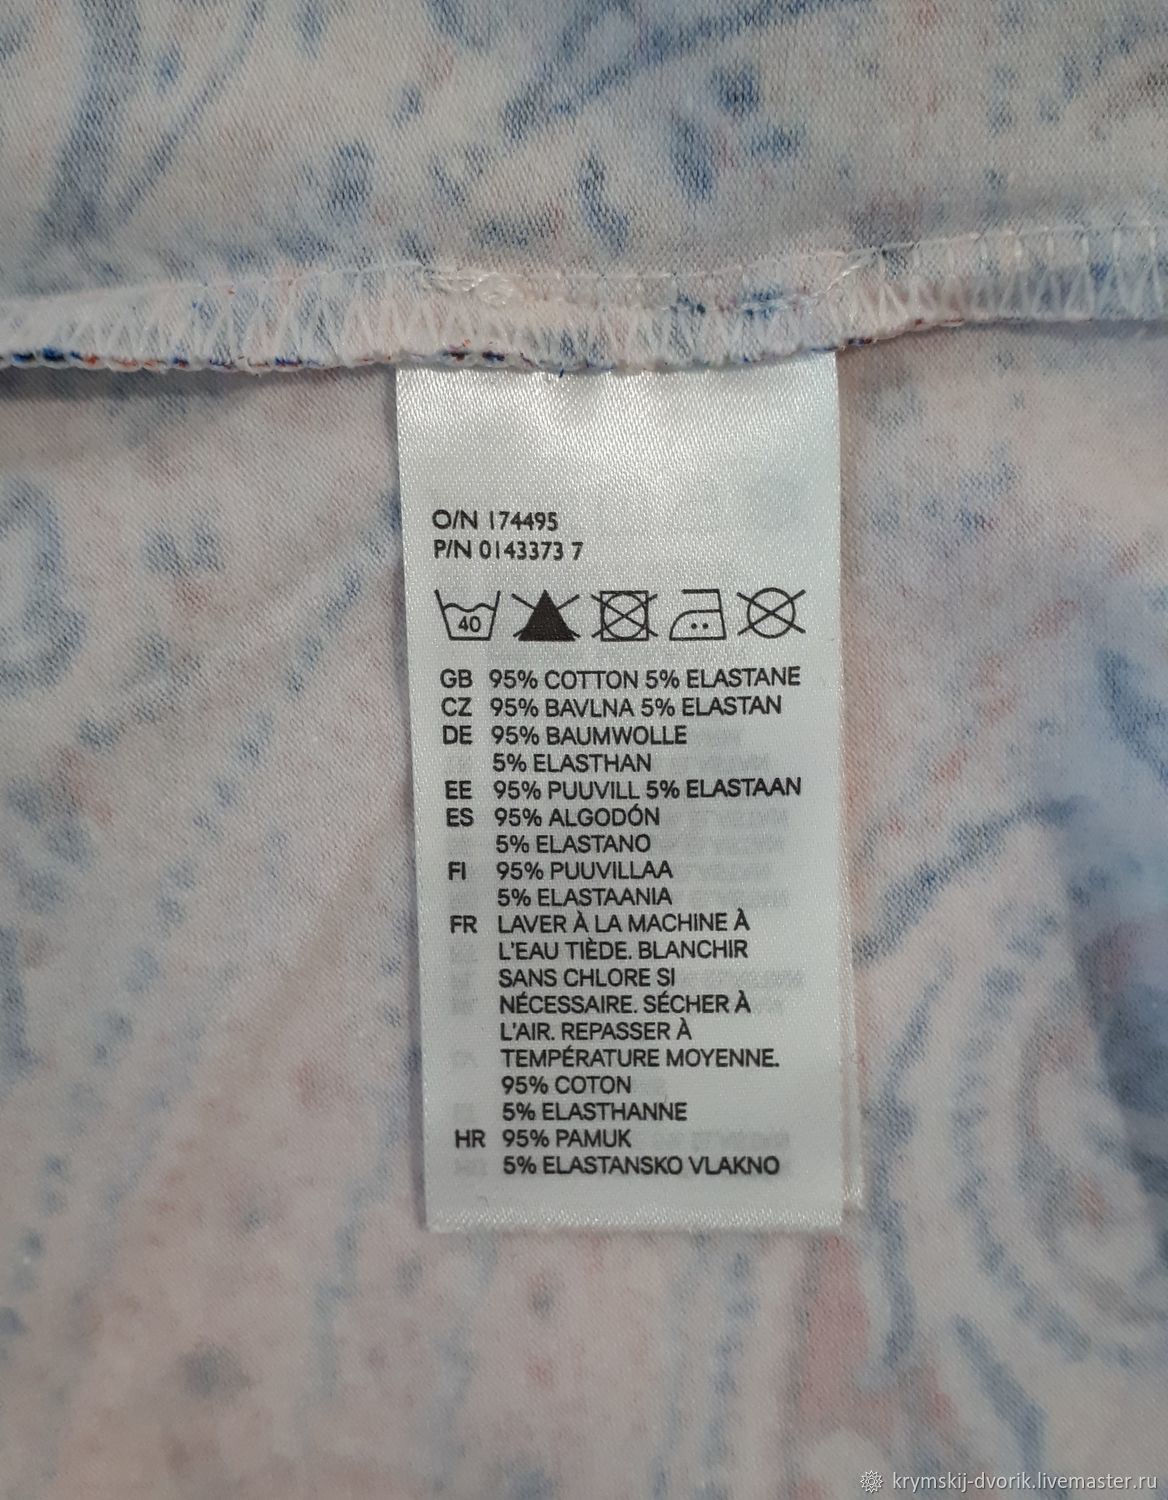 O/N 174495
P/N 0143373 7
40
GB 95% COTTON 5% ELASTANE
CZ 95% BAVLNA 5% ELASTAN
DE 95% BAUMWOLLE
5% ELASTHAN
EE 95% PUUVILL 5% ELASTAAN
ES 95% ALGODÓN
5% ELASTANO
FI 95% PUUVILLAA
5% ELASTAANIA
FR LAVER À LA MACHINE À
L'EAU TIÈDE. BLANCHIR
SANS CHLORE SI
NÉCESSAIRE. SÉCHER À
L'AIR. REPASSER À
TEMPÉRATURE MOYENNE.
95% COTON
5% ELASTHANNE
HR 95% PAMUK
5% ELASTANSKO VLAKNO
krymskij-dvorik.livemaster.ru